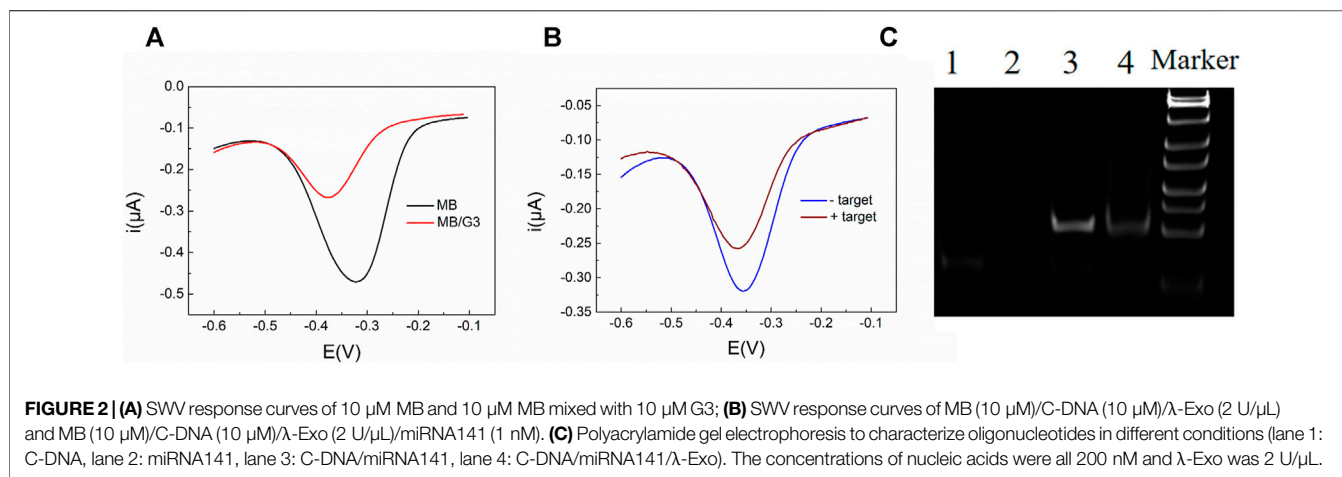 A
B
C
0.0
-0.1
-0.2
-0.3
-0.4
-0.5
i(μA)
MB
MB/G3
-0.6 -0.5 -0.4 -0.3 -0.2 -0.1
E(V)
-0.05
-0.10
-0.15
-0.20
-0.25
-0.30
-0.35
i(μA)
- target
+ target
-0.6 -0.5 -0.4 -0.3 -0.2 -0.1
E(V)
1 2 3 4 Marker
FIGURE 2 | (A) SWV response curves of 10 μM MB and 10 μM MB mixed with 10 μM G3; (B) SWV response curves of MB (10 μM)/C-DNA (10 μM)/λ-Exo (2 U/μL)
and MB (10 μM)/C-DNA (10 μM)/λ-Exo (2 U/μL)/miRNA141 (1 nM). (C) Polyacrylamide gel electrophoresis to characterize oligonucleotides in different conditions (lane 1:
C-DNA, lane 2: miRNA141, lane 3: C-DNA/miRNA141, lane 4: C-DNA/miRNA141/λ-Exo). The concentrations of nucleic acids were all 200 nM and λ-Exo was 2 U/μL.